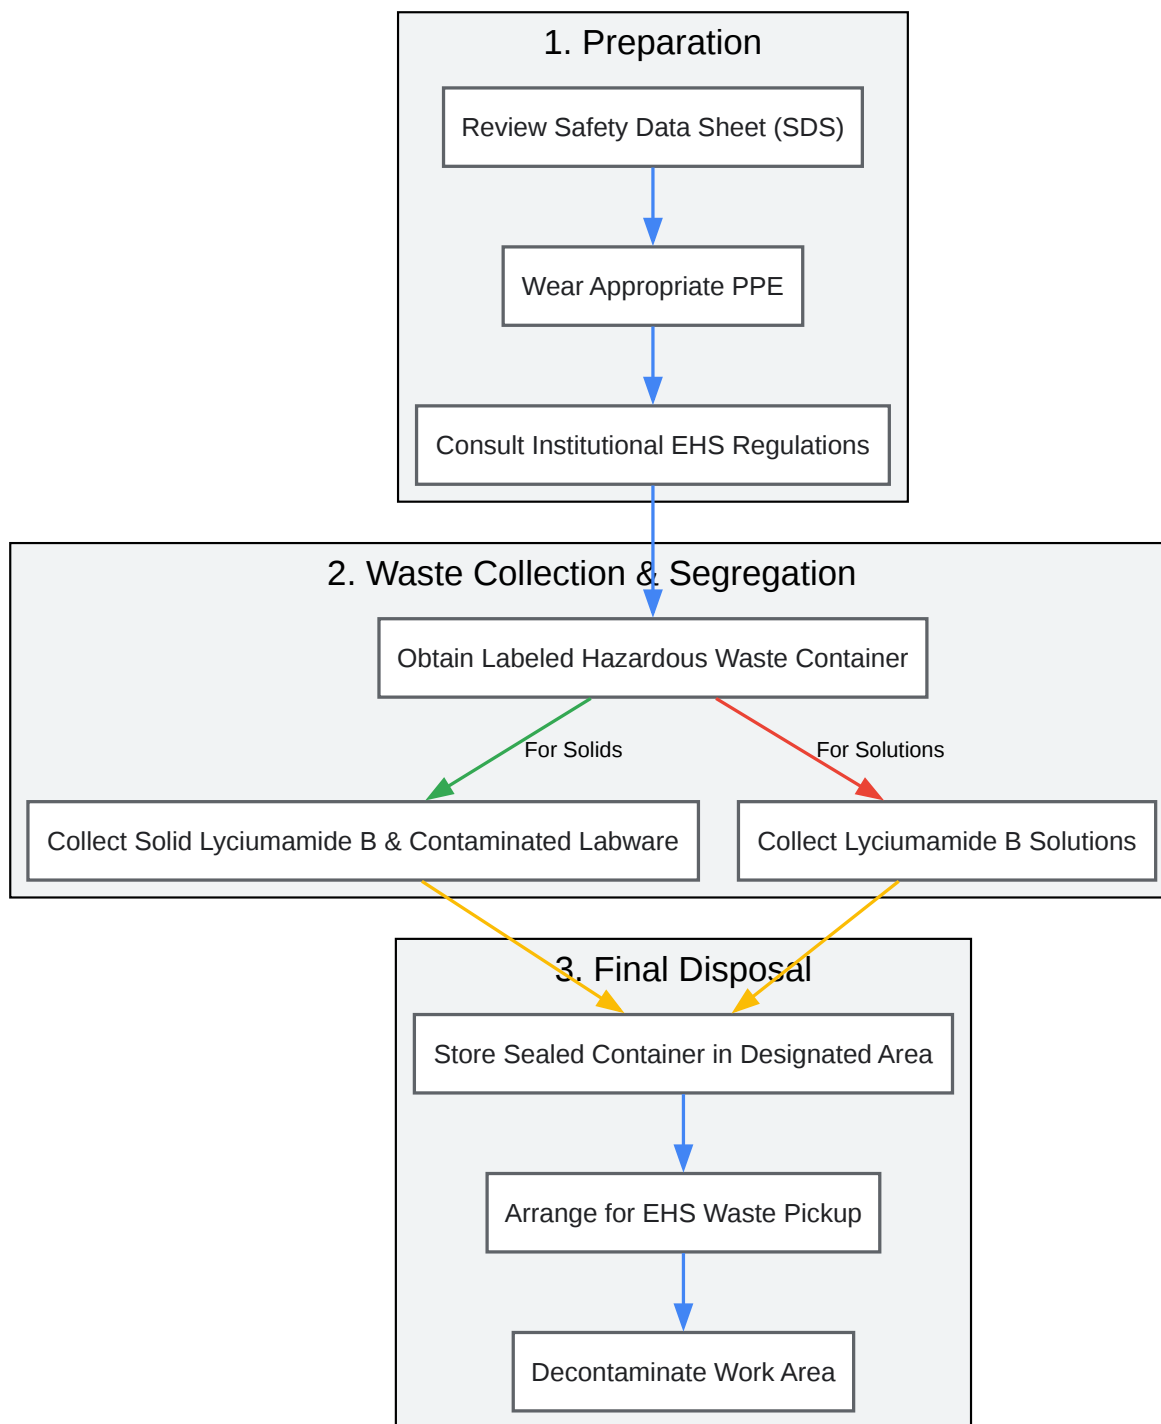 1. Preparation
Review Safety Data Sheet (SDS)
Wear Appropriate PPE
Consult Institutional EHS Regulations
2. Waste Collection & Segregation
Obtain Labeled Hazardous Waste Container
For Solids
For Solutions
Collect Solid Lyciumamide B & Contaminated Labware
Collect Lyciumamide B Solutions
3. Final Disposal
Store Sealed Container in Designated Area
Arrange for EHS Waste Pickup
Decontaminate Work Area